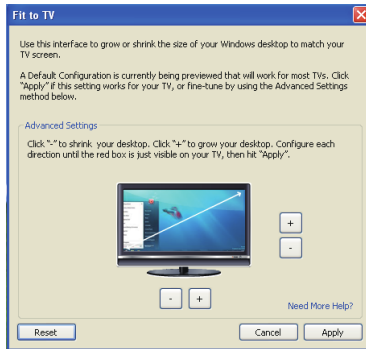 Fit to TV
Use this interface to grow or shrink the size of your Windows desktop to match your
TV screen.
A Default Configuration is currently being previewed that will work for most TVs. Click
"Apply" if this setting works for your TV, or fine-tune by using the Advanced Settings
method below.
Advanced Settings
Click "-" to shrink your desktop. Click "+" to grow your desktop. Configure each
direction until the red box is just visible on your TV, then hit "Apply".
+
-
- +
Need More Help?
Reset Cancel Apply